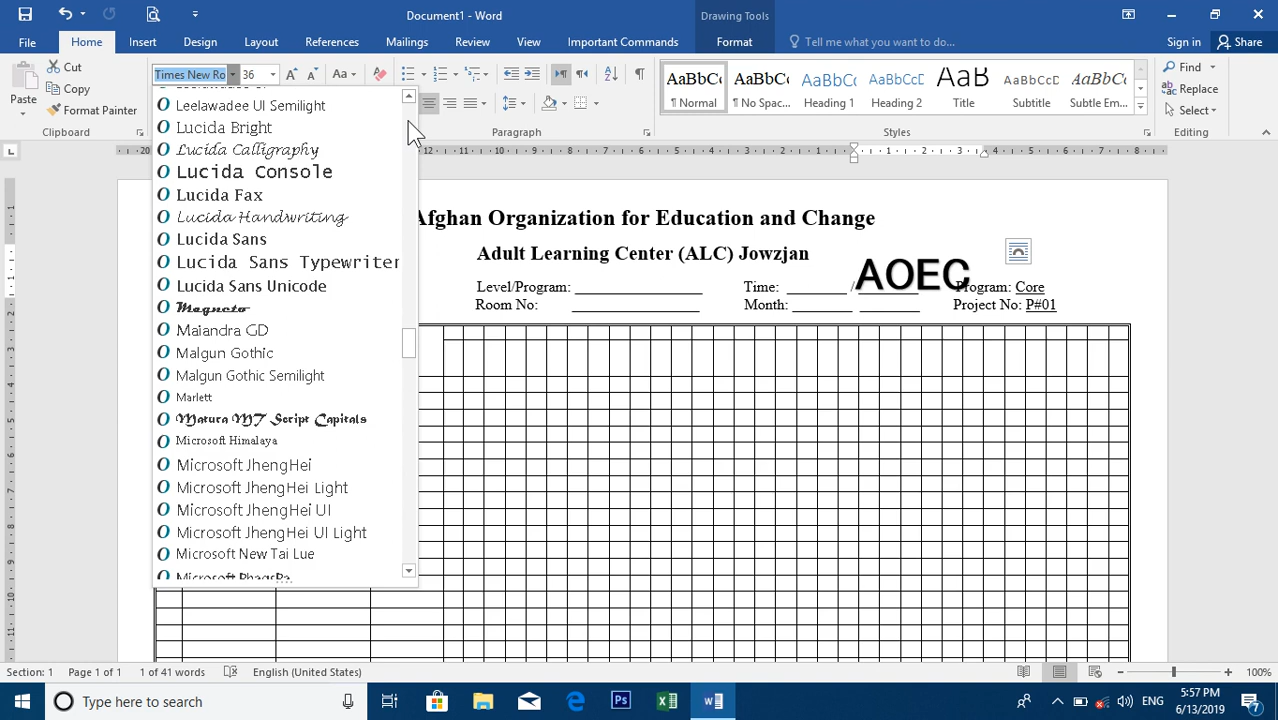 Document1 - Word
Drawing Tools
File
Home
Insert
Design
Layout
References
Mailings
Review
View
Important Commands
Format
Tell me what you want to do
Sign in
Share
Paste
Cut
Copy
Format Painter
Clipboard
Times New Ro
36
Aa
Paragraph
AaBbCc
¶ Normal
AaBbCc
¶ No Spac...
AaBbCc
Heading 1
AaBbCcC
Heading 2
AaB
Title
AaBbCcD
Subtitle
AaBbCcC
Subtle Em...
Styles
Find
Replace
Select
Editing
Leelawadee UI Semilight
Lucida Bright
Lucida Calligraphy
Lucida Console
Lucida Fax
Lucida Handwriting
Lucida Sans
Lucida Sans Typewriter
Lucida Sans Unicode
Magneto
Maiandra GD
Malgun Gothic
Malgun Gothic Semilight
Marlett
Matura MT Script Capitals
Microsoft Himalaya
Microsoft JhengHei
Microsoft JhengHei Light
Microsoft JhengHei UI
Microsoft JhengHei UI Light
Microsoft New Tai Lue
Microsoft PhagsPa
Afghan Organization for Education and Change
Adult Learning Center (ALC) Jowzjan
AOEC
Level/Program: Time: / Program: Core
Room No: Month: Project No: P#01
Section: 1
Page 1 of 1
1 of 41 words
English (United States)
100%
Type here to search
ENG
5:57 PM
6/13/2019
7